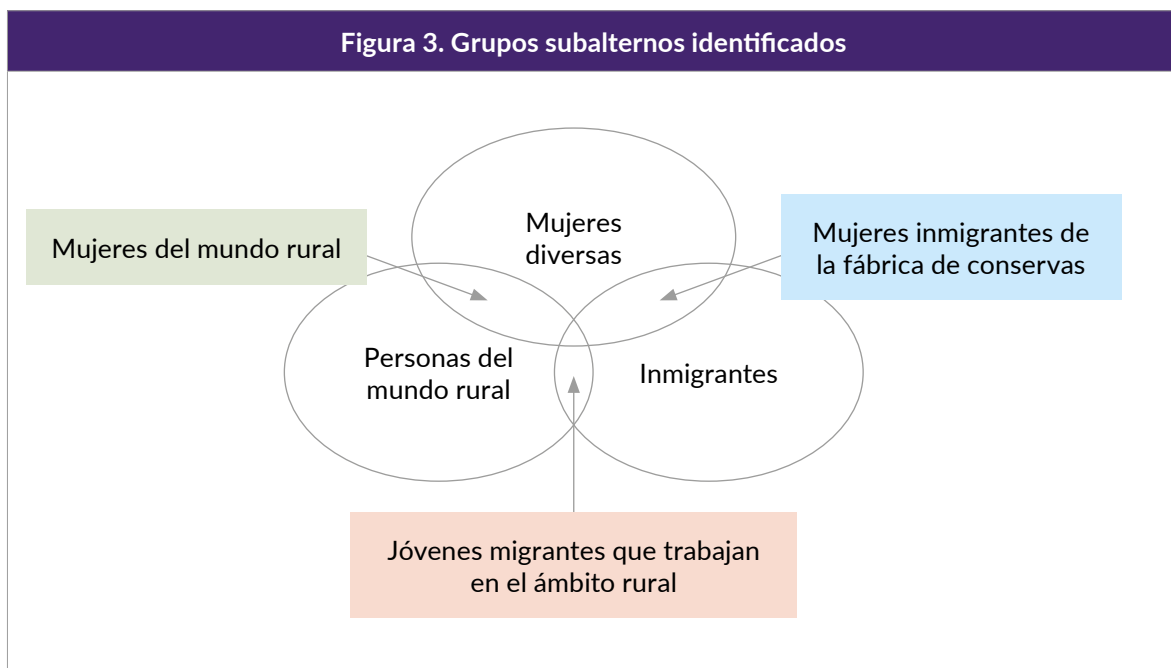 Figura 3. Grupos subalternos identificados
Mujeres
diversas
Mujeres del mundo rural
Mujeres inmigrantes de
la fábrica de conservas
Personas del
mundo rural
Inmigrantes
Jóvenes migrantes que trabajan
en el ámbito rural